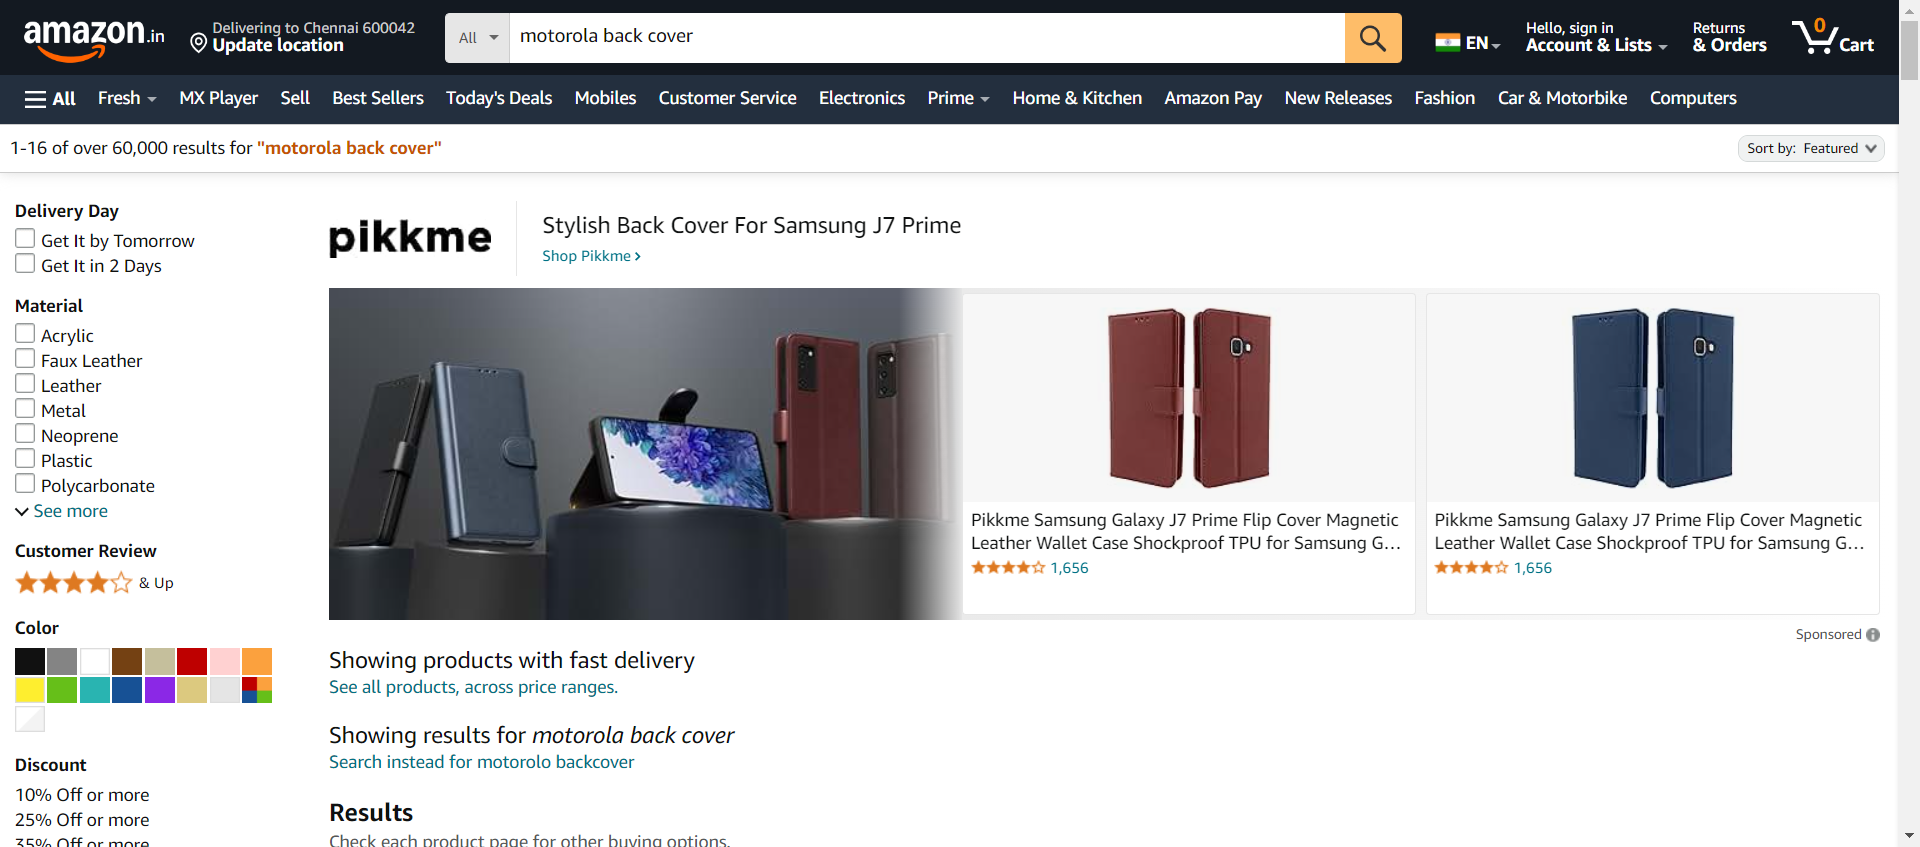 amazon.in
Delivering to Chennai 600042
Update location
All
motorola back cover
EN
Hello, sign in
Account & Lists
Returns
& Orders
0
Cart
All
Fresh
MX Player
Sell
Best Sellers
Today's Deals
Mobiles
Customer Service
Electronics
Prime
Home & Kitchen
Amazon Pay
New Releases
Fashion
Car & Motorbike
Computers
1-16 of over 60,000 results for "motorola back cover"
Sort by: Featured
Delivery Day
Get It by Tomorrow
Get It in 2 Days
Material
Acrylic
Faux Leather
Leather
Metal
Neoprene
Plastic
Polycarbonate
See more
Customer Review
& Up
Color
Discount
10% Off or more
25% Off or more
35% Off or more
pikkme
Stylish Back Cover For Samsung J7 Prime
Shop Pikkme ›
Pikkme Samsung Galaxy J7 Prime Flip Cover Magnetic
Leather Wallet Case Shockproof TPU for Samsung G…
1,656
Pikkme Samsung Galaxy J7 Prime Flip Cover Magnetic
Leather Wallet Case Shockproof TPU for Samsung G…
1,656
Sponsored
Showing products with fast delivery
See all products, across price ranges.
Showing results for motorola back cover
Search instead for motorolo backcover
Results
Check each product page for other buying options.